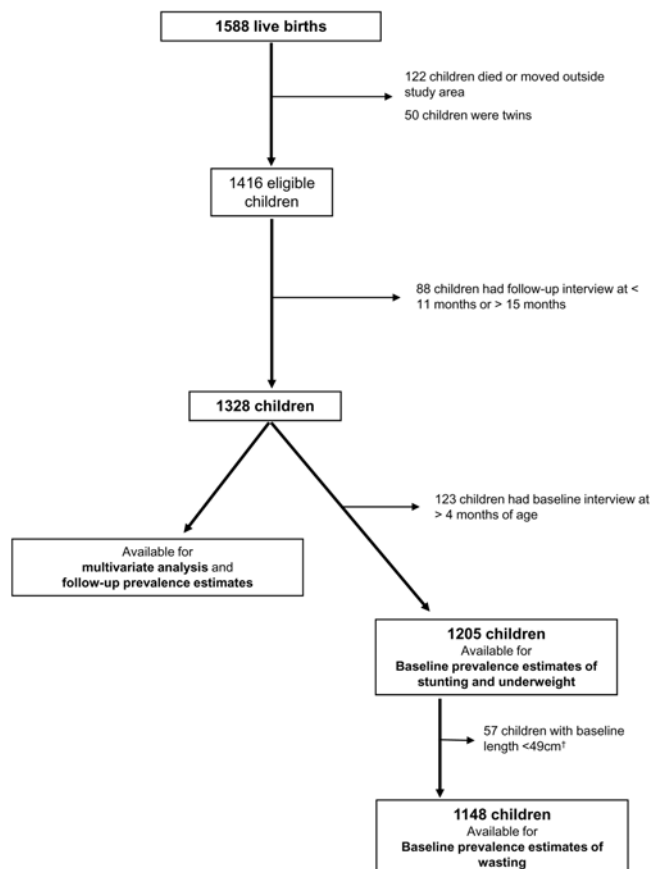 1588 live births
122 children died or moved outside
study area
50 children were twins
1416 eligible
children
88 children had follow-up interview at <
11 months or > 15 months
1328 children
123 children had baseline interview at
> 4 months of age
Available for
multivariate analysis and
follow-up prevalence estimates
1205 children
Available for
Baseline prevalence estimates of
stunting and underweight
57 children with baseline
length <49cm†
1148 children
Available for
Baseline prevalence estimates of
wasting